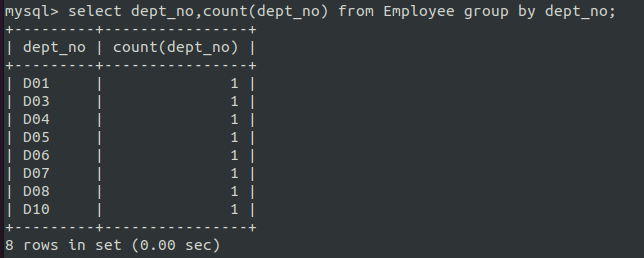 mysql> select dept_no,count(dept_no) from Employee group by dept_no;
+---------+----------------+
| dept_no | count(dept_no) |
+---------+----------------+
| D01     |              1 |
| D03     |              1 |
| D04     |              1 |
| D05     |              1 |
| D06     |              1 |
| D07     |              1 |
| D08     |              1 |
| D10     |              1 |
+---------+----------------+
8 rows in set (0.00 sec)